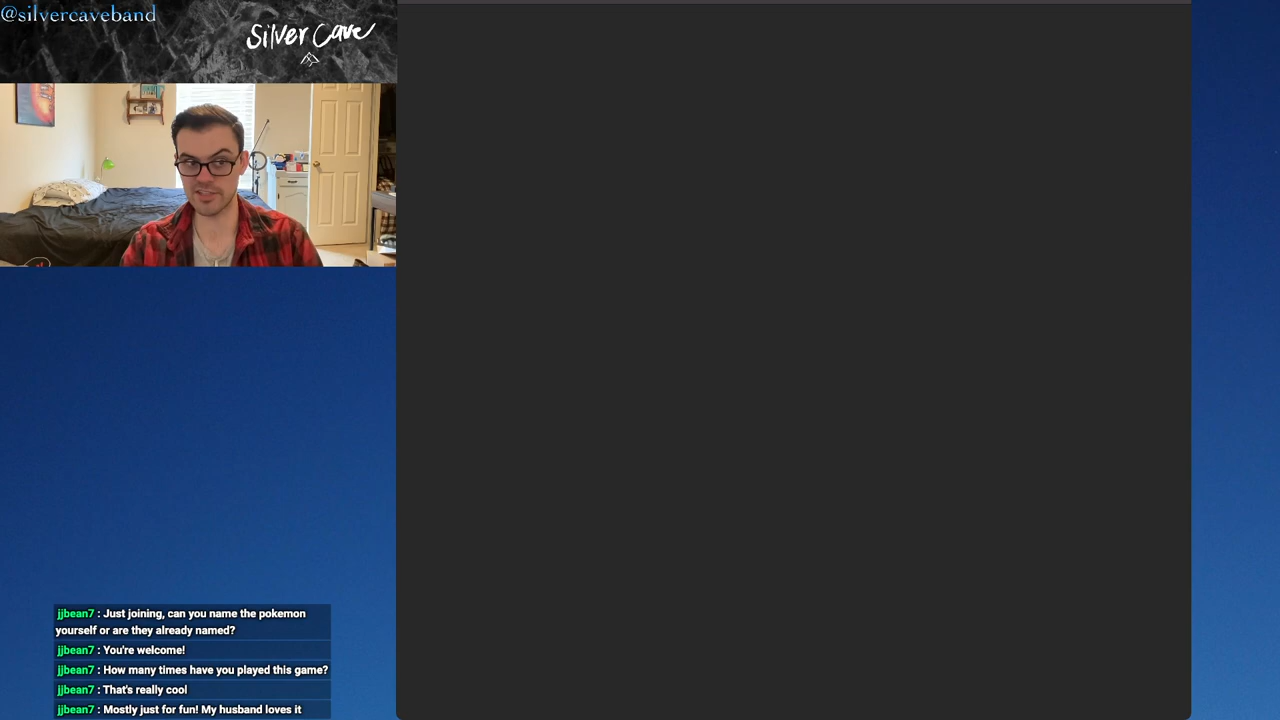 @silvercaveband
Silver Cave
jjbean7 : Just joining, can you name the pokemon
yourself or are they already named?
jjbean7 : You're welcome!
jjbean7 : How many times have you played this game?
jjbean7 : That's really cool
jjbean7 : Mostly just for fun! My husband loves it